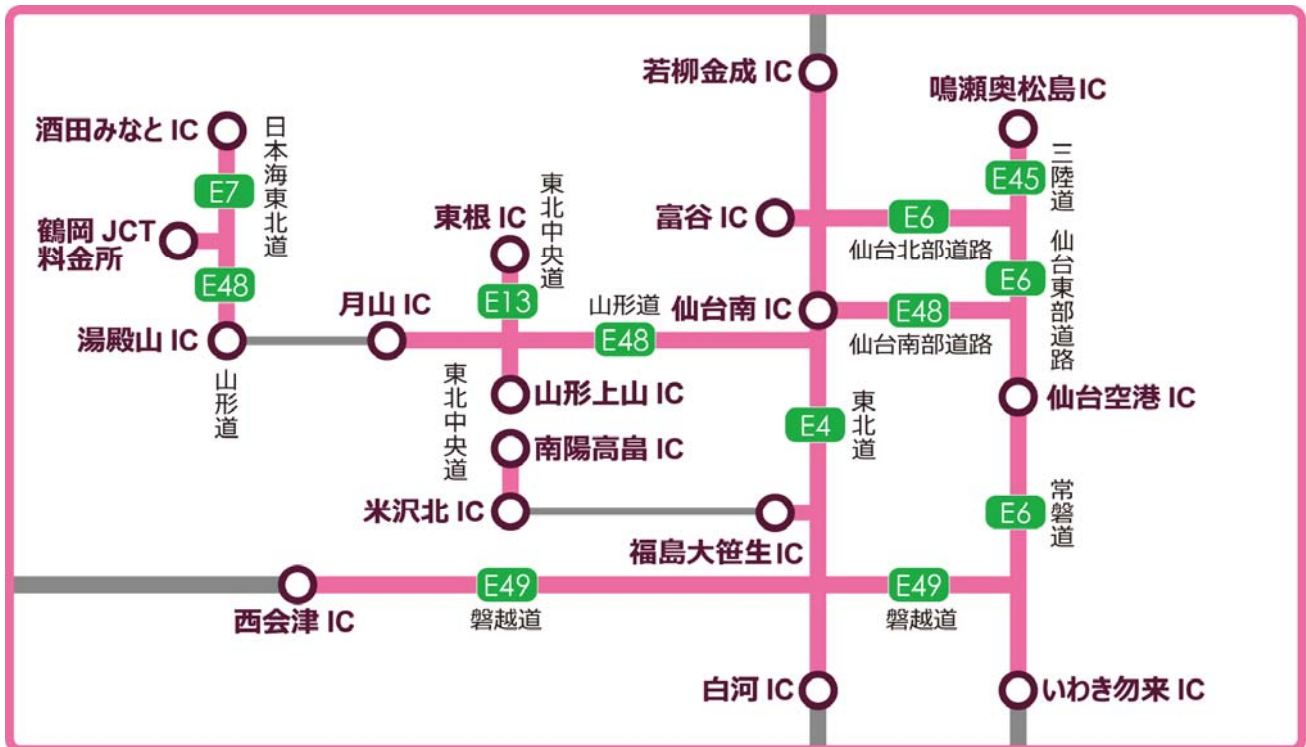 若柳金成 IC
鳴瀬奥松島IC
酒田みなと IC
日本海東北道
E7
三陸道
E45
東北中央道
東根 IC
富谷 IC
E6
仙台北部道路
鶴岡 JCT
料金所
E48
仙台東部道路
E6
月山 IC
E13
山形道
仙台南 IC
E48
仙台南部道路
湯殿山 IC
E48
山形道
東北中央道
山形上山 IC
仙台空港 IC
E4
東北道
南陽高畠 IC
米沢北 IC
E6
常磐道
福島大笹生IC
E49
磐越道
E49
磐越道
西会津 IC
白河 IC
いわき勿来 IC